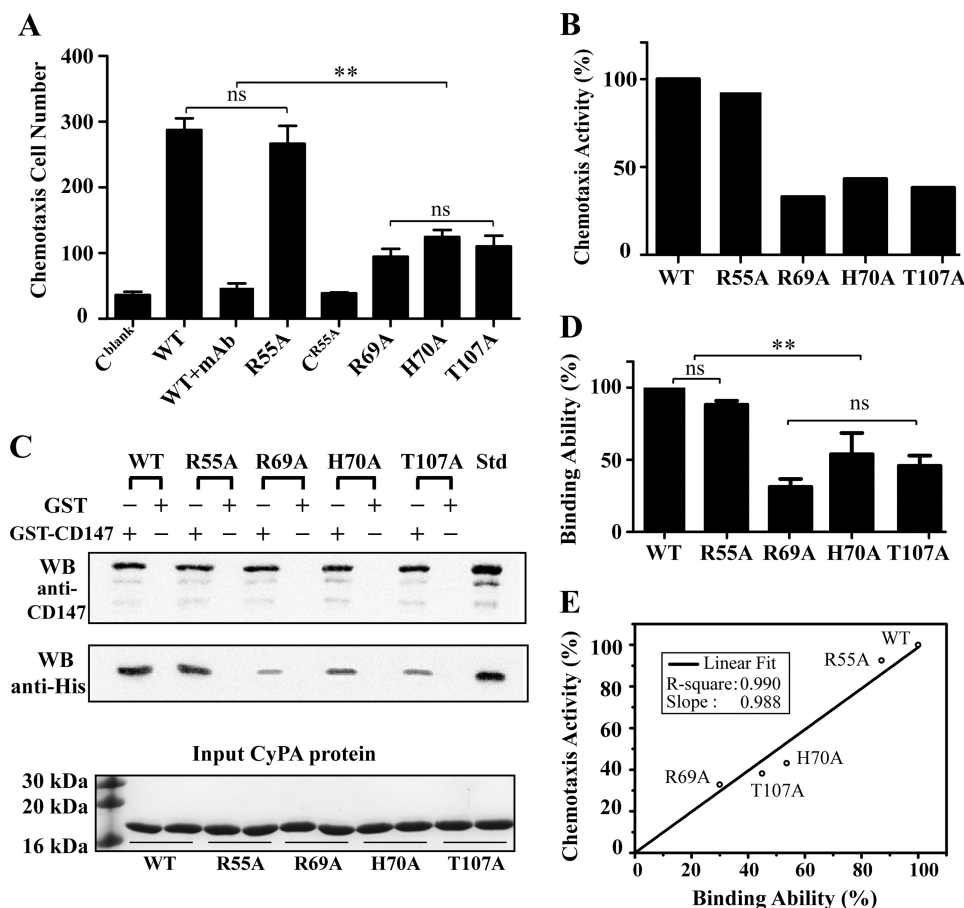 A
Chemotaxis Cell Number
400
300
200
100
0
ns
**
ns
C^blank
WT
WT+mAb
R55A
C^R55A
R69A
H70A
T107A
B
Chemotaxis Activity (%)
100
50
0
WT R55A R69A H70A T107A
C
WT R55A R69A H70A T107A Std
GST − + − + − + − + − +
GST-CD147 + − + − + − + − + −
WB
anti-
CD147
WB
anti-His
Input CyPA protein
30 kDa
20 kDa
16 kDa
WT R55A R69A H70A T107A
D
Binding Ability (%)
100
50
0
ns
**
ns
WT R55A R69A H70A T107A
E
Chemotaxis Activity (%)
100
80
60
40
20
0
Linear Fit
R-square: 0.990
Slope : 0.988
WT
R55A
H70A
R69A
T107A
0 20 40 60 80 100
Binding Ability (%)